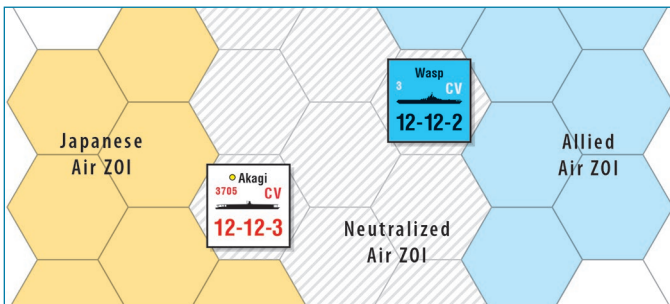 Wasp
3 CV
12-12-2
Japanese
Air ZOI
Allied
Air ZOI
Akagi
3705 CV
12-12-3
Neutralized
Air ZOI